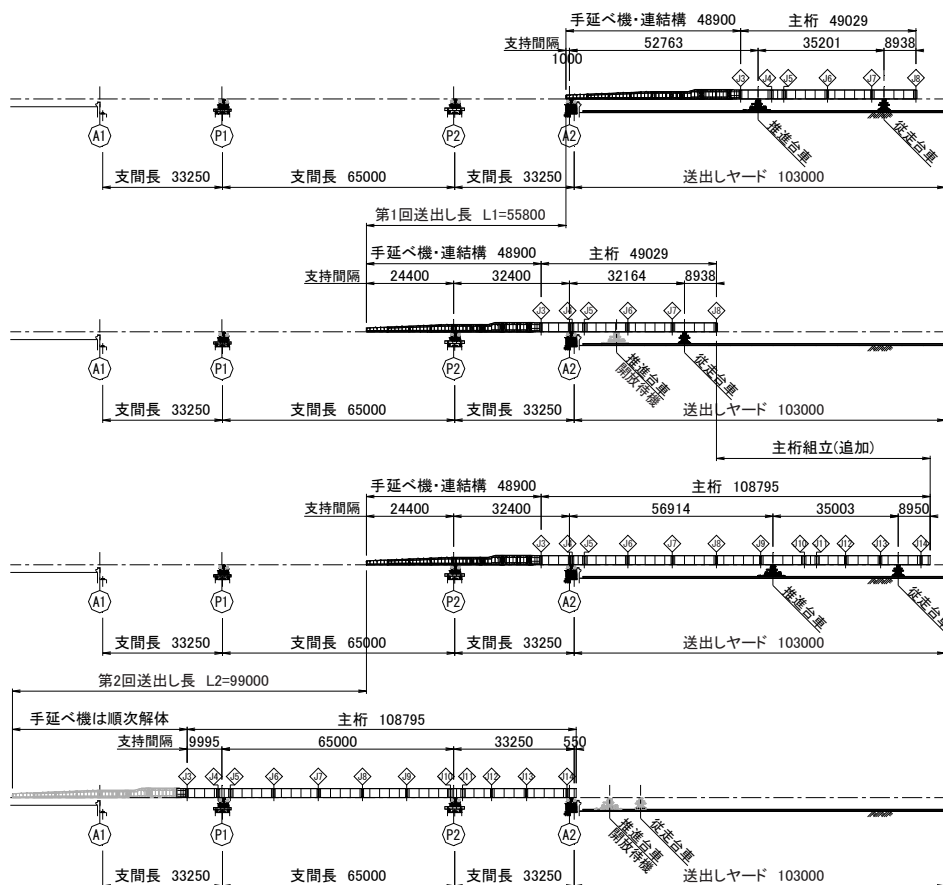 手延べ機・連結構 48900 主桁 49029
支持間隔 52763 35201 8938
1000
J3 J4 J5 J6 J7 J8
A1 P1 P2 A2 推進台車 従走台車
支間長 33250 支間長 65000 支間長 33250 送出しヤード 103000
第1回送出し長 L1=55800
手延べ機・連結構 48900 主桁 49029
支持間隔 24400 32400 32164 8938
J3 J4 J5 J6 J7 J8
A1 P1 P2 A2 推進台車 開放待機 従走台車
支間長 33250 支間長 65000 支間長 33250 送出しヤード 103000
主桁組立(追加)
手延べ機・連結構 48900 主桁 108795
支持間隔 24400 32400 56914 35003 8950
J3 J4 J5 J6 J7 J8 J9 J10 J11 J12 J13 J14
A1 P1 P2 A2 推進台車 従走台車
支間長 33250 支間長 65000 支間長 33250 送出しヤード 103000
第2回送出し長 L2=99000
手延べ機は順次解体 主桁 108795
支持間隔 9995 65000 33250 550
J3 J4 J5 J6 J7 J8 J9 J10 J11 J12 J13 J14
A1 P1 P2 A2 推進台車 開放待機 従走台車
支間長 33250 支間長 65000 支間長 33250 送出しヤード 103000